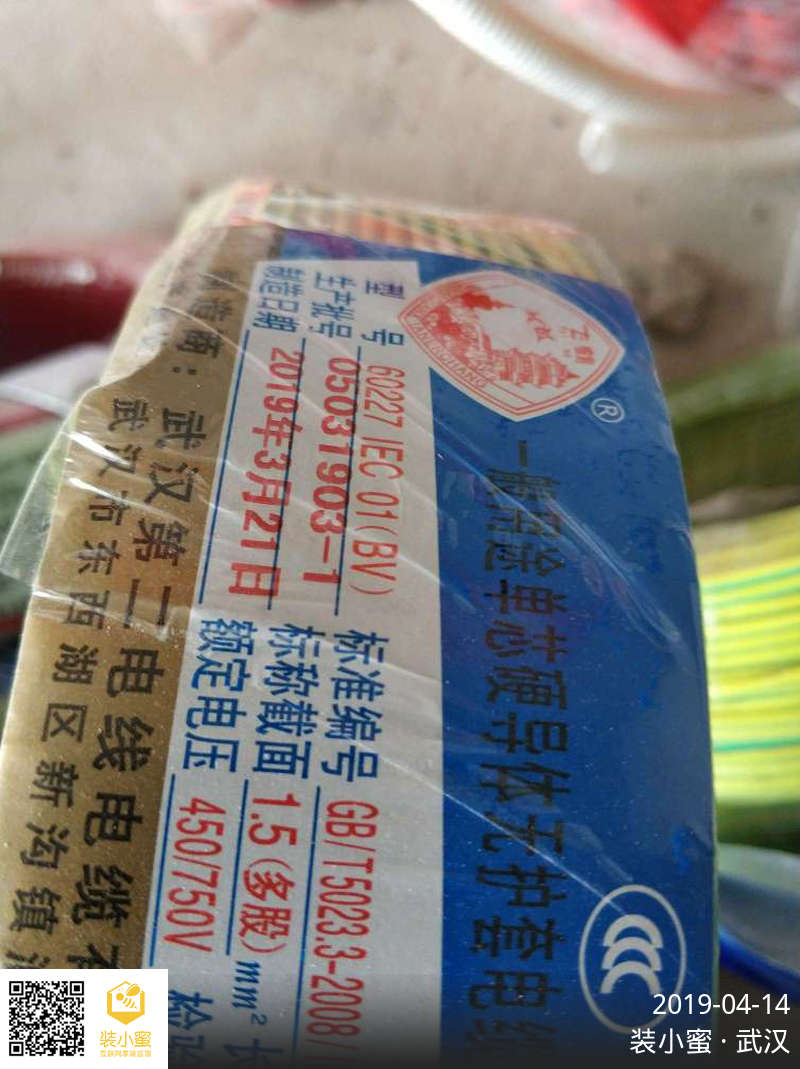 一般用途单芯硬导体无护套电
®
型 号 60227 IEC 01(BV) 标准编号 GB/T5023.3-2008/
生产批号 05031903-1 标称截面 1.5(多股)mm²
制造日期 2019年3月21日 额定电压 450/750V 检
制造商：武汉第二电线电缆
武汉市东西湖区新沟镇
2019-04-14
装小蜜·武汉
装小蜜